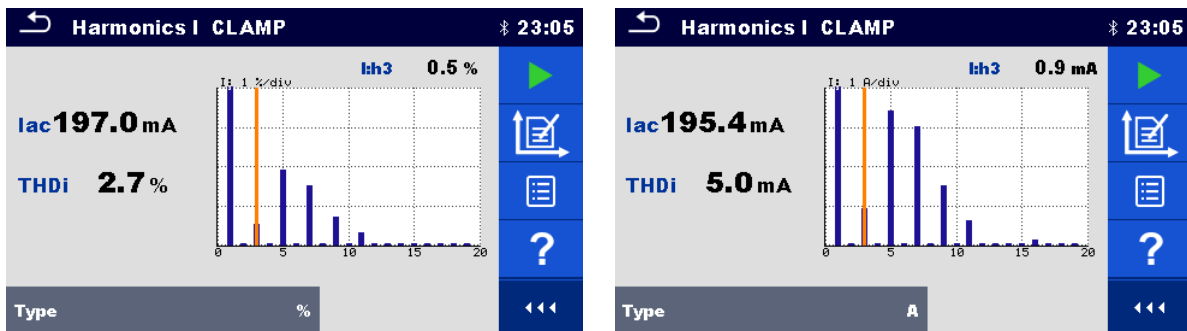 Harmonics I CLAMP 23:05
I:h3 0.5 %
I: 1 %/div
Iac 197.0 mA
THDi 2.7 %
0 5 10 15 20
?
Type %
Harmonics I CLAMP 23:05
I:h3 0.9 mA
I: 1 A/div
Iac 195.4 mA
THDi 5.0 mA
0 5 10 15 20
?
Type A